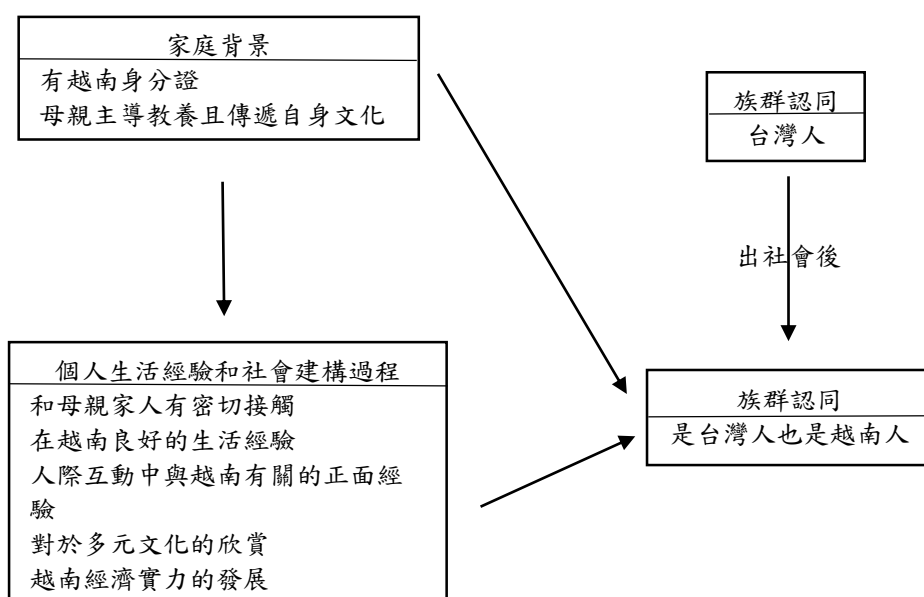 家庭背景
有越南身分證
母親主導教養且傳遞自身文化
族群認同
台灣人
出社會後
個人生活經驗和社會建構過程
和母親家人有密切接觸
在越南良好的生活經驗
人際互動中與越南有關的正面經
驗
對於多元文化的欣賞
越南經濟實力的發展
族群認同
是台灣人也是越南人